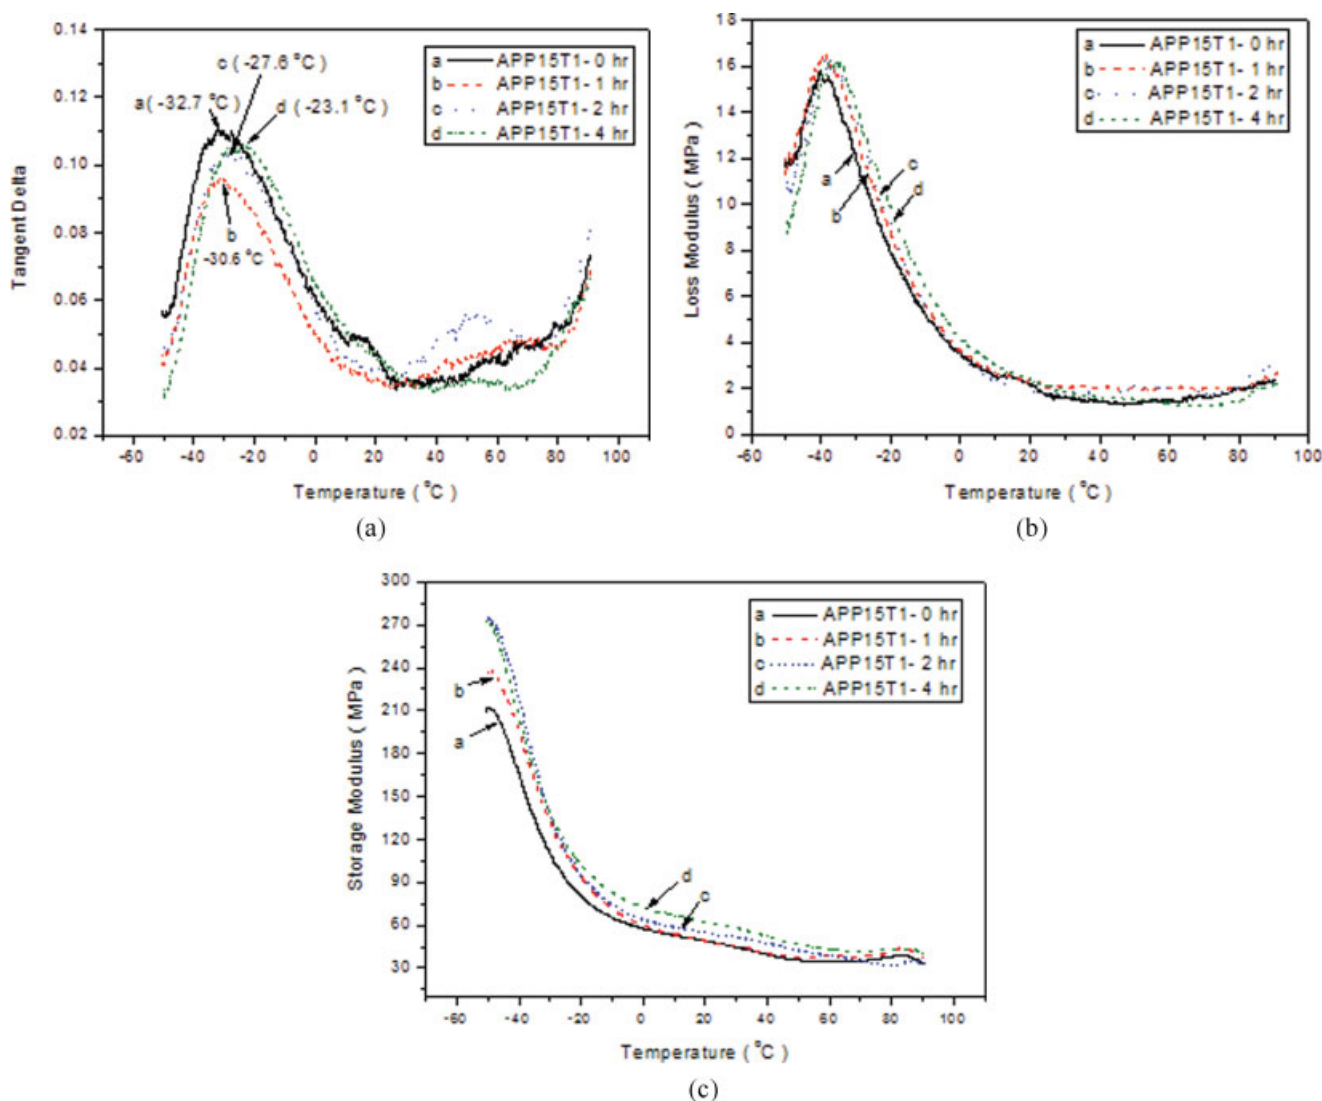 0.14
0.12
0.10
0.08
0.06
0.04
0.02
Tangent Delta
c ( -27.6 °C )
a( -32.7 °C )
d ( -23.1 °C )
b
-30.6 °C
a APP15T1- 0 hr
b APP15T1- 1 hr
c APP15T1- 2 hr
d APP15T1- 4 hr
-60 -40 -20 0 20 40 60 80 100
Temperature ( °C )
(a)
18
16
14
12
10
8
6
4
2
0
Loss Modulus ( MPa )
a APP15T1- 0 hr
b APP15T1- 1 hr
c APP15T1- 2 hr
d APP15T1- 4 hr
a
c
b
d
-60 -40 -20 0 20 40 60 80 100
Temperature ( °C )
(b)
300
270
240
210
180
150
120
90
60
30
Storage Modulus ( MPa )
a APP15T1- 0 hr
b APP15T1- 1 hr
c APP15T1- 2 hr
d APP15T1- 4 hr
b
a
d
c
-60 -40 -20 0 20 40 60 80 100
Temperature ( °C )
(c)